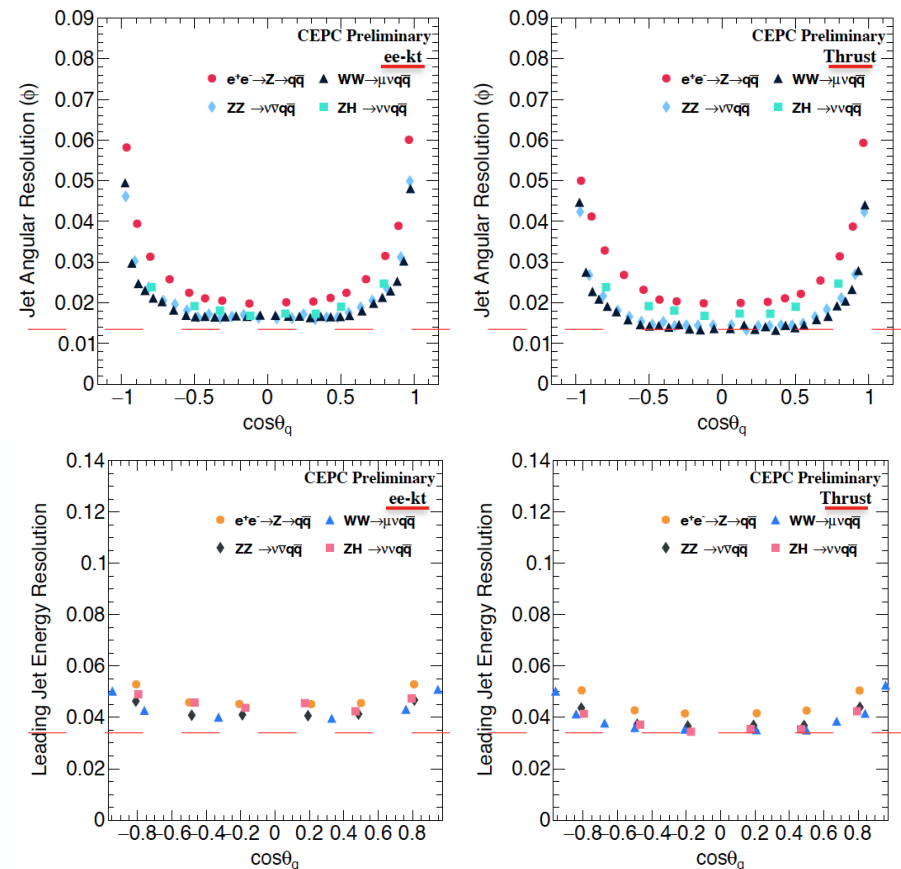 CEPC Preliminary
ee-kt
e⁺e⁻→Z→qq̅
WW→μνqq̅
ZZ →νν̅qq̅
ZH →ννqq̅
Jet Angular Resolution (ϕ)
0.09
0.08
0.07
0.06
0.05
0.04
0.03
0.02
0.01
0
−1 −0.5 0 0.5 1
cosθq
CEPC Preliminary
Thrust
e⁺e⁻→Z→qq̅
WW→μνqq̅
ZZ →νν̅qq̅
ZH →ννqq̅
Jet Angular Resolution (ϕ)
0.09
0.08
0.07
0.06
0.05
0.04
0.03
0.02
0.01
0
−1 −0.5 0 0.5 1
cosθq
CEPC Preliminary
ee-kt
e⁺e⁻→Z→qq̅
WW→μνqq̅
ZZ →νν̅qq̅
ZH →ννqq̅
Leading Jet Energy Resolution
0.14
0.12
0.1
0.08
0.06
0.04
0.02
0
−0.8−0.6−0.4−0.2 0 0.2 0.4 0.6 0.8
cosθq
CEPC Preliminary
Thrust
e⁺e⁻→Z→qq̅
WW→μνqq̅
ZZ →νν̅qq̅
ZH →ννqq̅
Leading Jet Energy Resolution
0.14
0.12
0.1
0.08
0.06
0.04
0.02
0
−0.8−0.6−0.4−0.2 0 0.2 0.4 0.6 0.8
cosθq